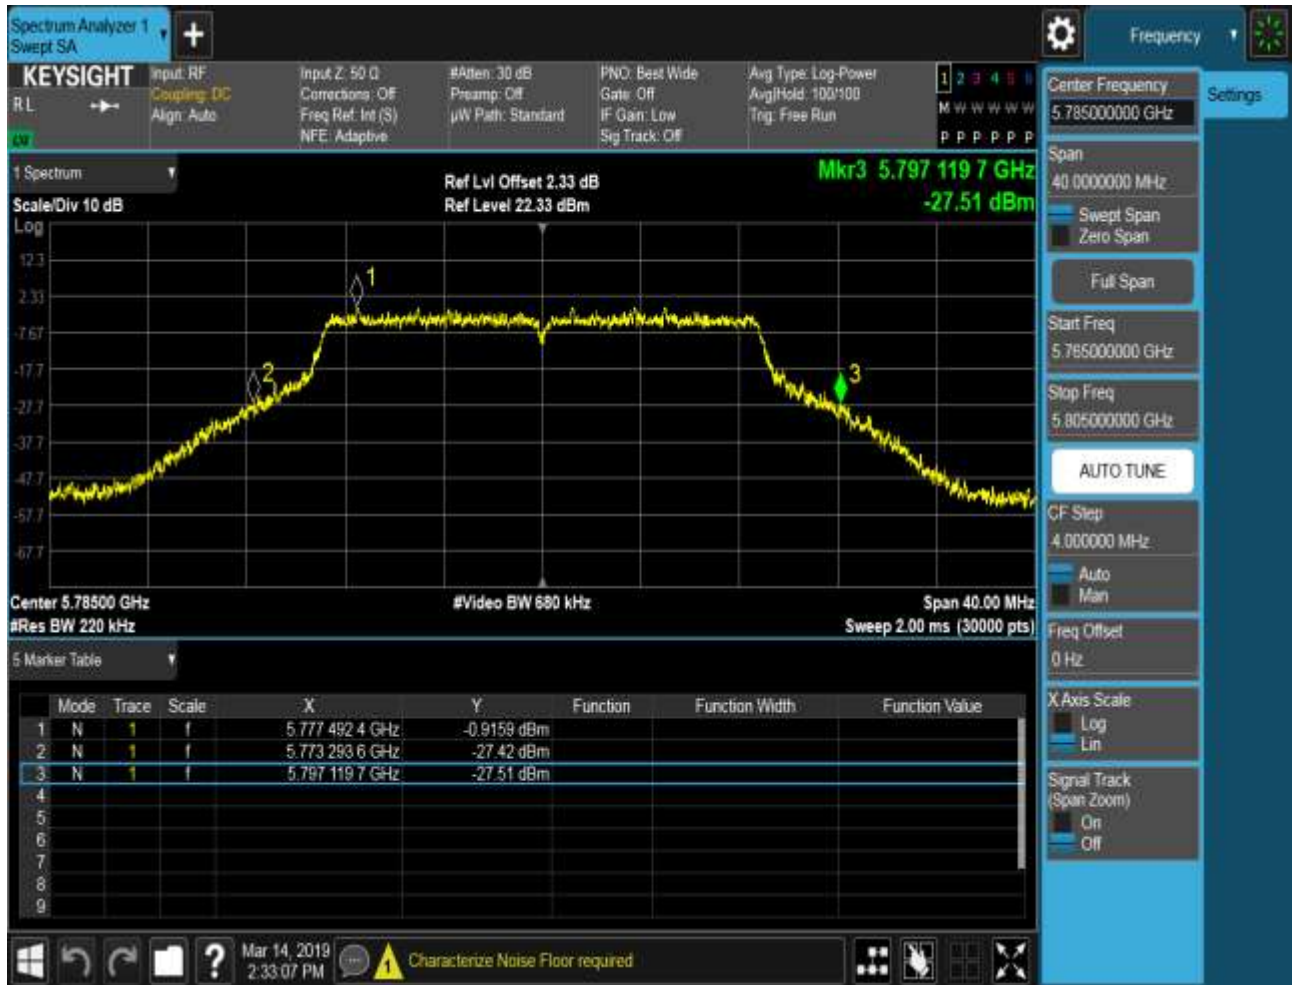 Spectrum Analyzer 1
Swept SA
Frequency
KEYSIGHT
RL
Input: RF
Coupling: DC
Align: Auto
Input Z: 50 Ω
Corrections: Off
Freq Ref: Int (S)
NFE: Adaptive
#Atten: 30 dB
Preamp: Off
µW Path: Standard
PNO: Best Wide
Gate: Off
IF Gain: Low
Sig Track: Off
Avg Type: Log-Power
Avg|Hold: 100/100
Trig: Free Run
1 2 3 4 5 6
M W W W W W
P P P P P P
1 Spectrum
Scale/Div 10 dB
Log
Ref Lvl Offset 2.33 dB
Ref Level 22.33 dBm
Mkr3 5.797 119 7 GHz
-27.51 dBm
12.3
2.33
-7.67
-17.7
-27.7
-37.7
-47.7
-57.7
-67.7
1
2
3
Center 5.78500 GHz
#Video BW 680 kHz
Span 40.00 MHz
#Res BW 220 kHz
Sweep 2.00 ms (30000 pts)
5 Marker Table
Mode Trace Scale X Y Function Function Width Function Value
1 N 1 f 5.777 492 4 GHz -0.9159 dBm
2 N 1 f 5.773 293 6 GHz -27.42 dBm
3 N 1 f 5.797 119 7 GHz -27.51 dBm
4
5
6
7
8
9
Mar 14, 2019
2:33:07 PM
?
1
Characterize Noise Floor required
Center Frequency
5.785000000 GHz
Settings
Span
40.0000000 MHz
Swept Span
Zero Span
Full Span
Start Freq
5.765000000 GHz
Stop Freq
5.805000000 GHz
AUTO TUNE
CF Step
4.000000 MHz
Auto
Man
Freq Offset
0 Hz
X Axis Scale
Log
Lin
Signal Track
(Span Zoom)
On
Off